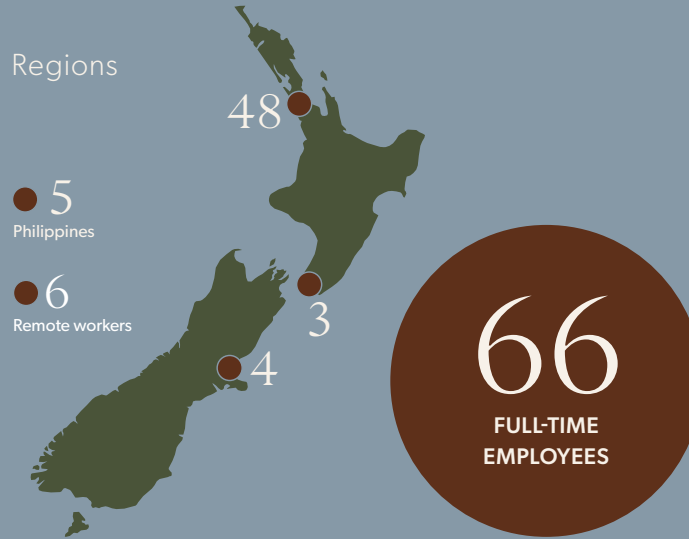 Regions
48
5
Philippines
6
Remote workers
3
4
66
FULL-TIME
EMPLOYEES